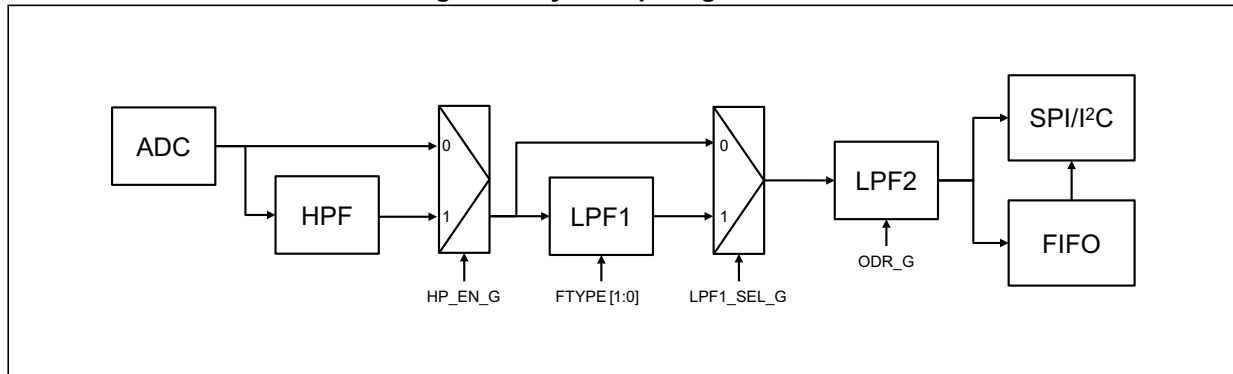 ADC
HPF
0
1
HP_EN_G
LPF1
FTYPE [1:0]
0
1
LPF1_SEL_G
LPF2
ODR_G
SPI/I²C
FIFO